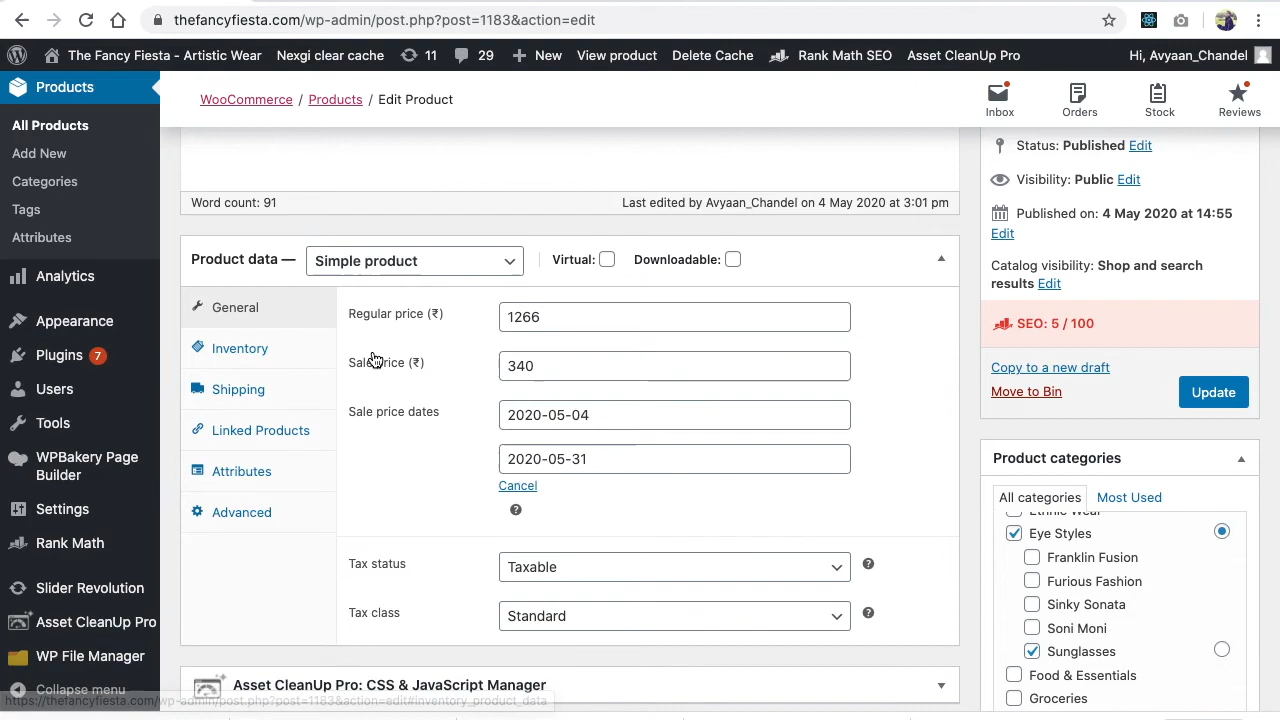 thefancyfiesta.com/wp-admin/post.php?post=1183&action=edit
The Fancy Fiesta - Artistic Wear Nexgi clear cache 11 29 New View product Delete Cache Rank Math SEO Asset CleanUp Pro Hi, Avyaan_Chandel
Products
All Products
Add New
Categories
Tags
Attributes
Analytics
Appearance
Plugins 7
Users
Tools
WPBakery Page
Builder
Settings
Rank Math
Slider Revolution
Asset CleanUp Pro
WP File Manager
Collapse menu
https://thefancyfiesta.com/wp-admin/post.php?post=1183&action=edit#inventory_product_data
WooCommerce / Products / Edit Product
Inbox
Orders
Stock
Reviews
Word count: 91
Last edited by Avyaan_Chandel on 4 May 2020 at 3:01 pm
Product data — Simple product Virtual: Downloadable:
General
Inventory
Shipping
Linked Products
Attributes
Advanced
Regular price (₹) 1266
Sale price (₹) 340
Sale price dates 2020-05-04
2020-05-31
Cancel
Tax status Taxable
Tax class Standard
Asset CleanUp Pro: CSS & JavaScript Manager
Status: Published Edit
Visibility: Public Edit
Published on: 4 May 2020 at 14:55
Edit
Catalog visibility: Shop and search
results Edit
SEO: 5 / 100
Copy to a new draft
Move to Bin
Update
Product categories
All categories Most Used
Ethnic Wear
Eye Styles
Franklin Fusion
Furious Fashion
Sinky Sonata
Soni Moni
Sunglasses
Food & Essentials
Groceries